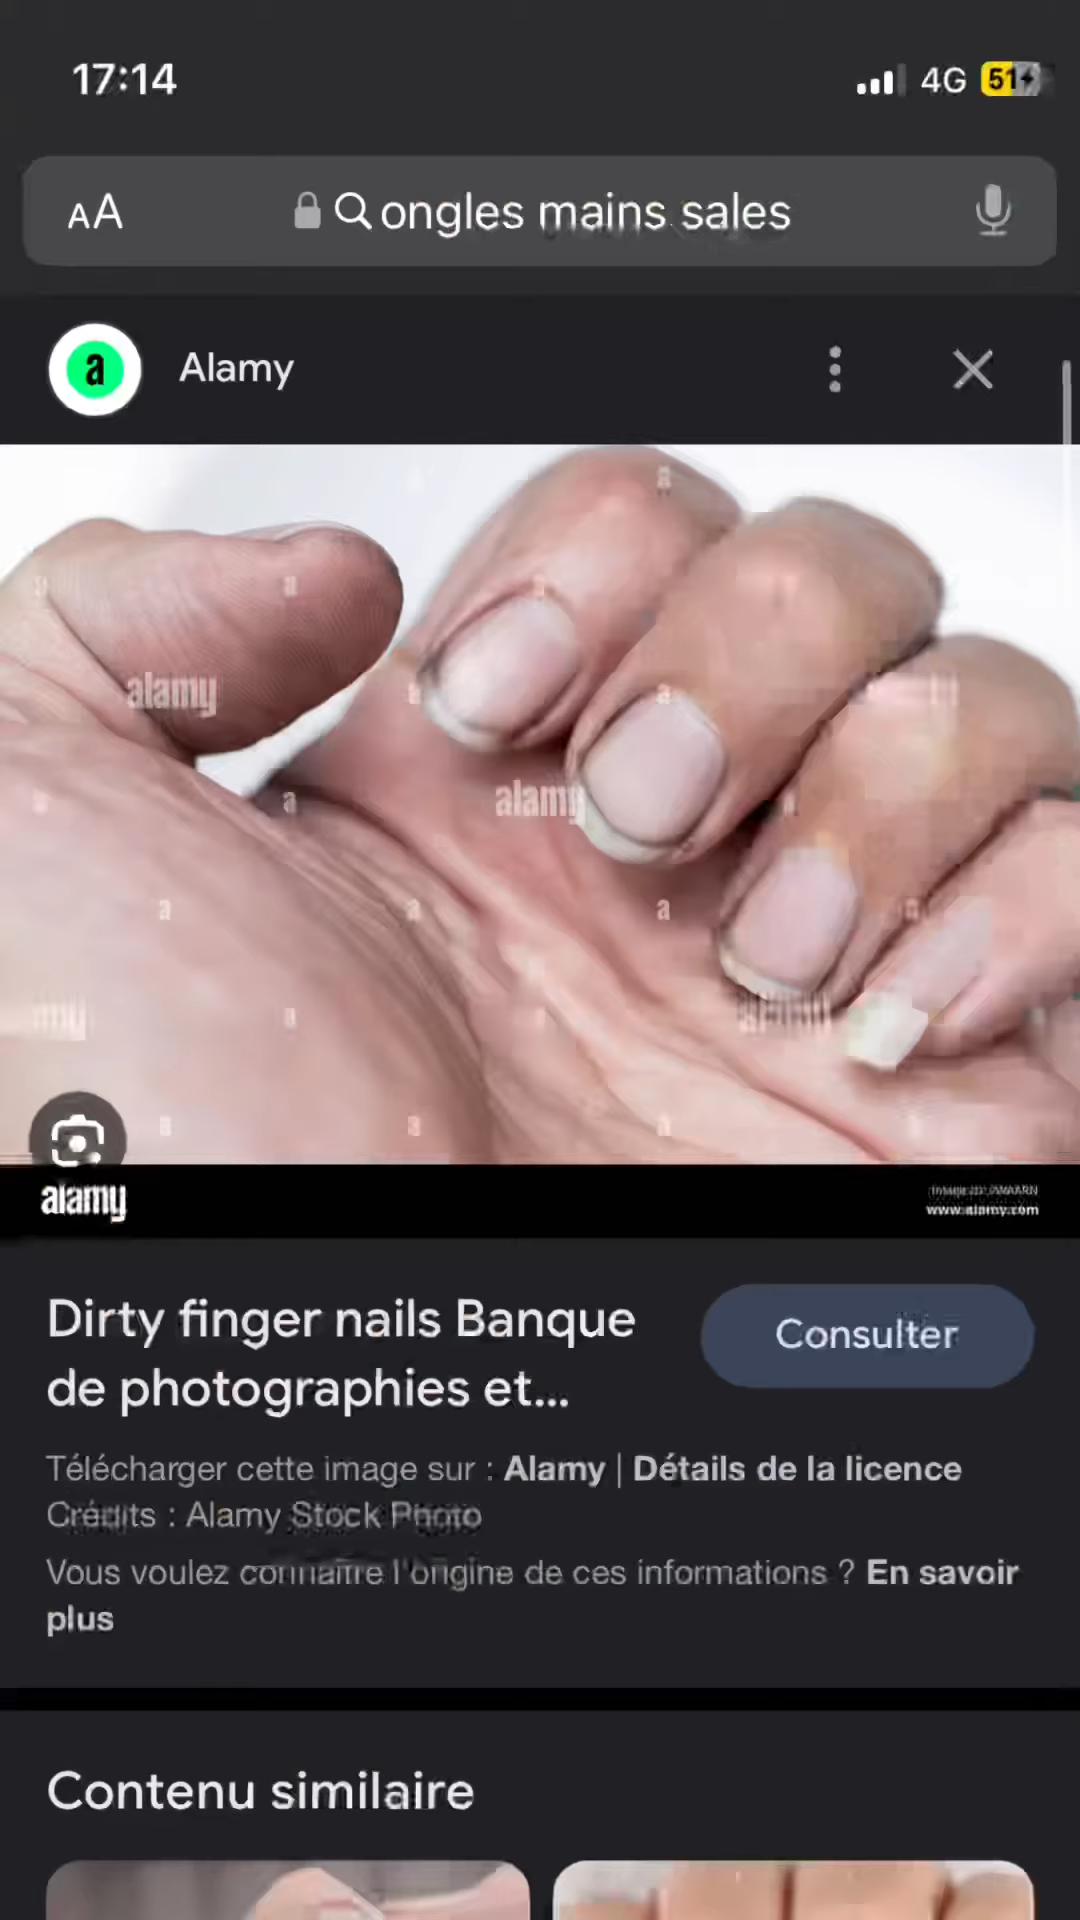 17:14
4G
51
AA
ongles mains sales
a
Alamy
alamy
alamy
alamy
www.alamy.com
Dirty finger nails Banque
de photographies et...
Consulter
Télécharger cette image sur : Alamy | Détails de la licence
Crédits : Alamy Stock Photo
Vous voulez connaître l'origine de ces informations ? En savoir
plus
Contenu similaire